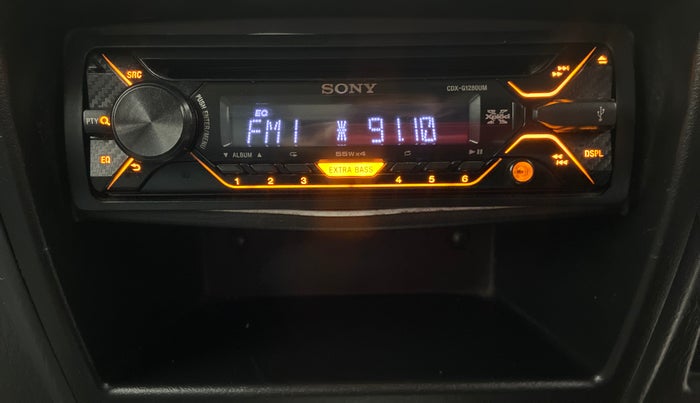 SRC
SONY
CDX-G1280UM
PUSH ENTER/MENU
PTY
EQ
FM1 91.10
EQ
▼ ALBUM ▲
55W×4
DSPL
EXTRA BASS
1 2 3 4 5 6